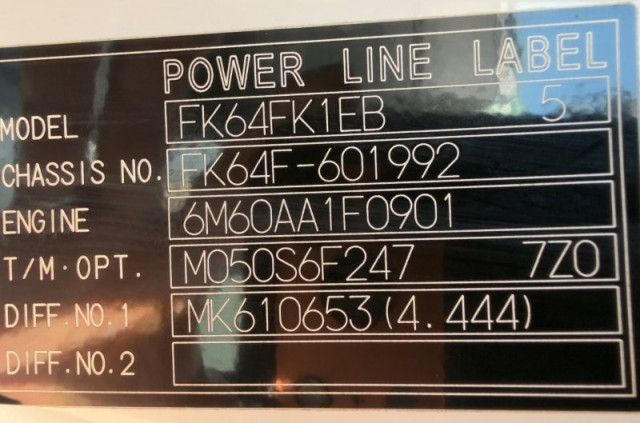 POWER LINE LABEL
MODEL FK64FK1EB 5
CHASSIS NO. FK64F-601992
ENGINE 6M60AA1F0901
T/M·OPT. M050S6F247 7Z0
DIFF.NO.1 MK610653(4.444)
DIFF.NO.2